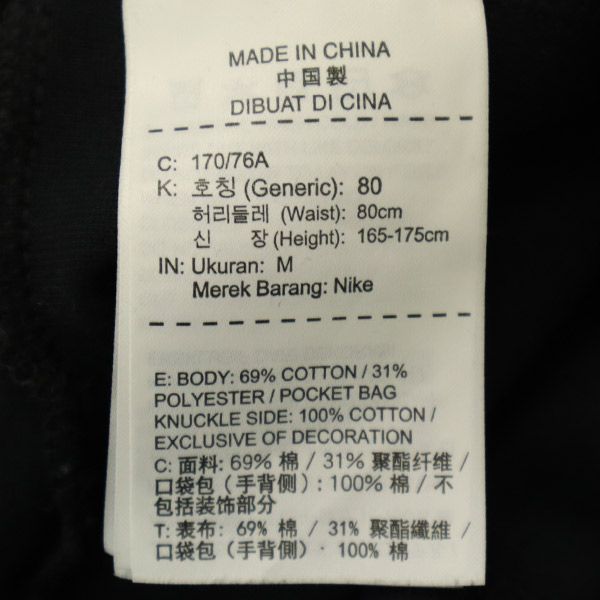 MADE IN CHINA
中国製
DIBUAT DI CINA
C: 170/76A
K: 호칭 (Generic): 80
허리둘레 (Waist): 80cm
신 장 (Height): 165-175cm
IN: Ukuran: M
Merek Barang: Nike
E: BODY: 69% COTTON / 31%
POLYESTER / POCKET BAG
KNUCKLE SIDE: 100% COTTON /
EXCLUSIVE OF DECORATION
C: 面料: 69% 棉 / 31% 聚酯纤维 /
口袋包 (手背侧) : 100% 棉 / 不
包括装饰部分
T: 表布: 69% 棉 / 31% 聚酯纖維 /
口袋包 (手背側) : 100% 棉